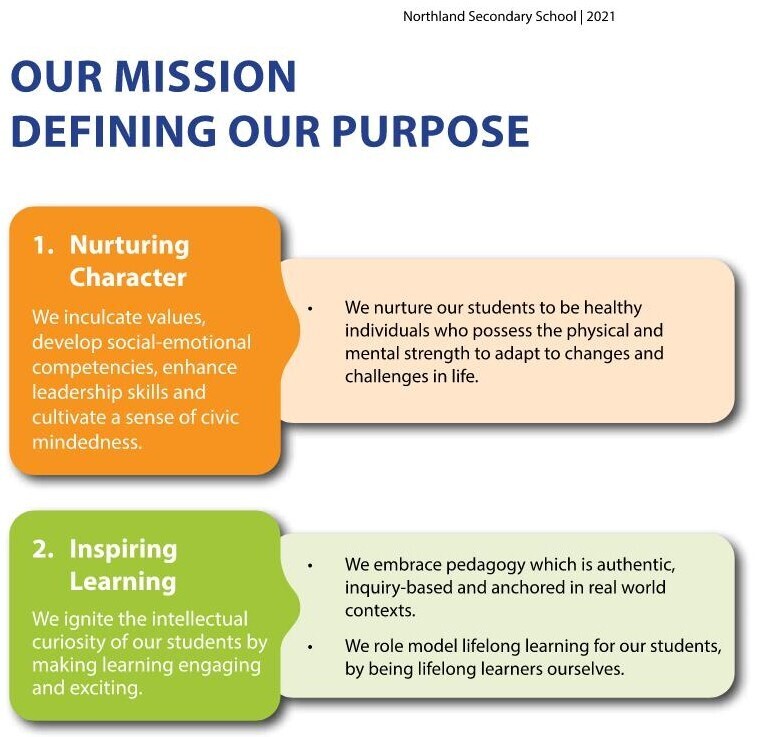 Northland Secondary School | 2021
OUR MISSION
DEFINING OUR PURPOSE
1. Nurturing
Character
We inculcate values,
develop social-emotional
competencies, enhance
leadership skills and
cultivate a sense of civic
mindedness.
• We nurture our students to be healthy
individuals who possess the physical and
mental strength to adapt to changes and
challenges in life.
2. Inspiring
Learning
We ignite the intellectual
curiosity of our students by
making learning engaging
and exciting.
• We embrace pedagogy which is authentic,
inquiry-based and anchored in real world
contexts.
• We role model lifelong learning for our students,
by being lifelong learners ourselves.